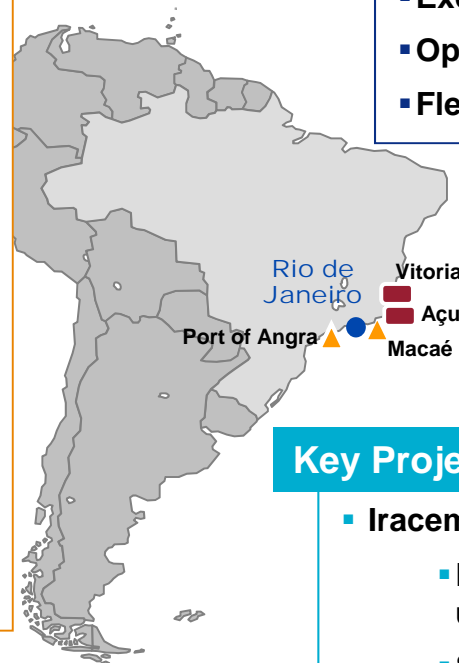 Op
Fle
Rio de
Janeiro
Vitoria
Açu
Port of Angra
Macaé
Key Proje
Iracem
u